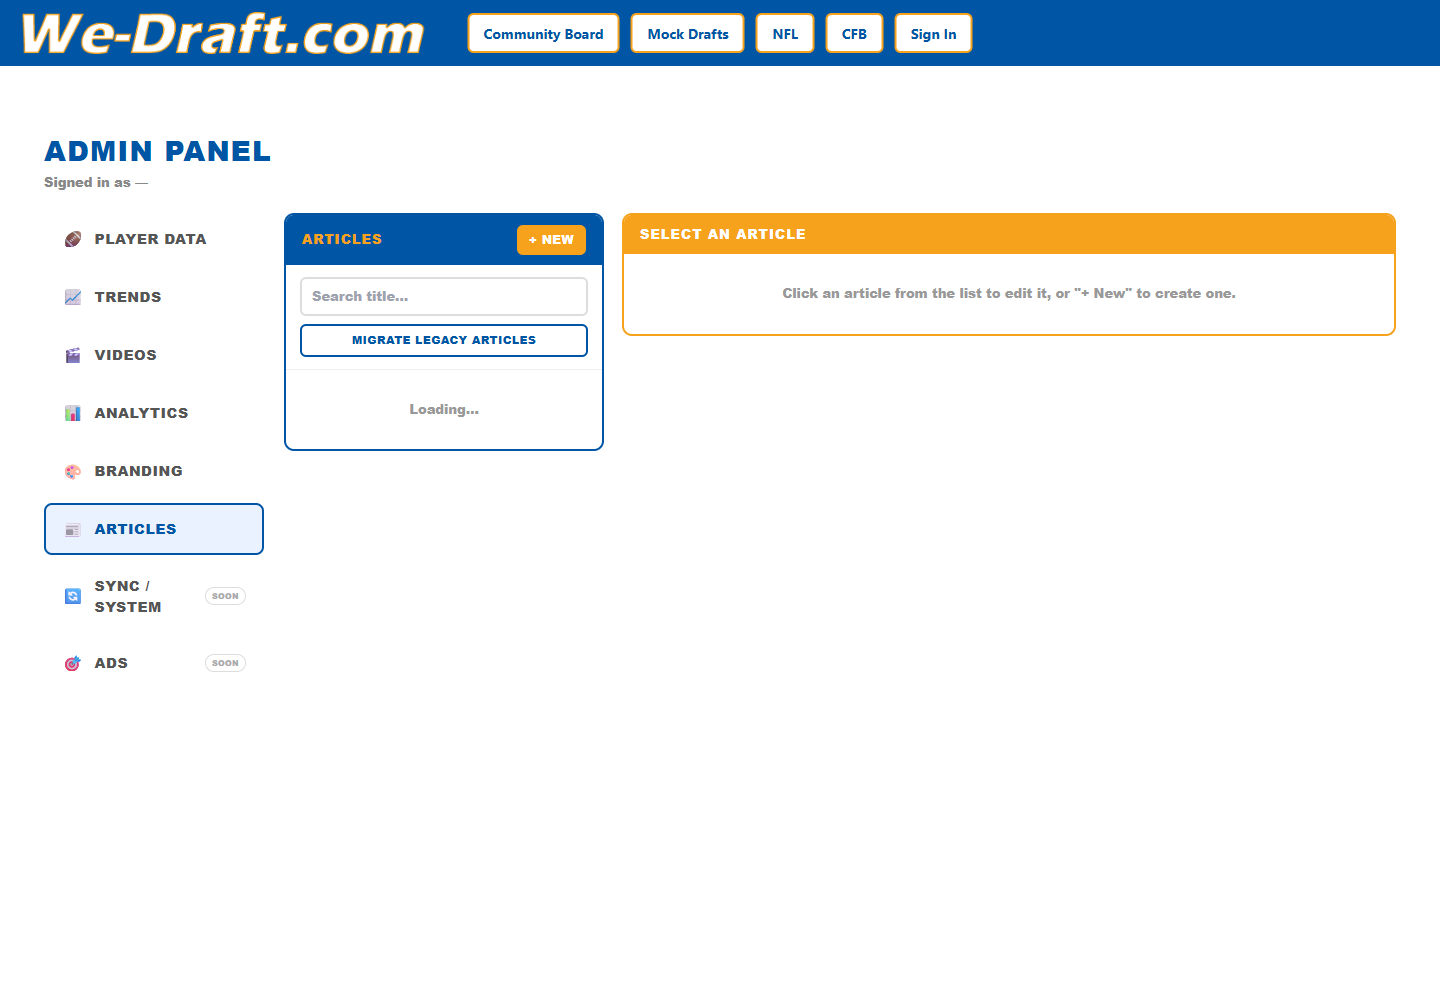 We-Draft.com
Community Board
Mock Drafts
NFL
CFB
Sign In
ADMIN PANEL
Signed in as —
PLAYER DATA
TRENDS
VIDEOS
ANALYTICS
BRANDING
ARTICLES
SYNC /
SYSTEM
SOON
ADS
SOON
ARTICLES
+ NEW
Search title...
MIGRATE LEGACY ARTICLES
Loading...
SELECT AN ARTICLE
Click an article from the list to edit it, or "+ New" to create one.